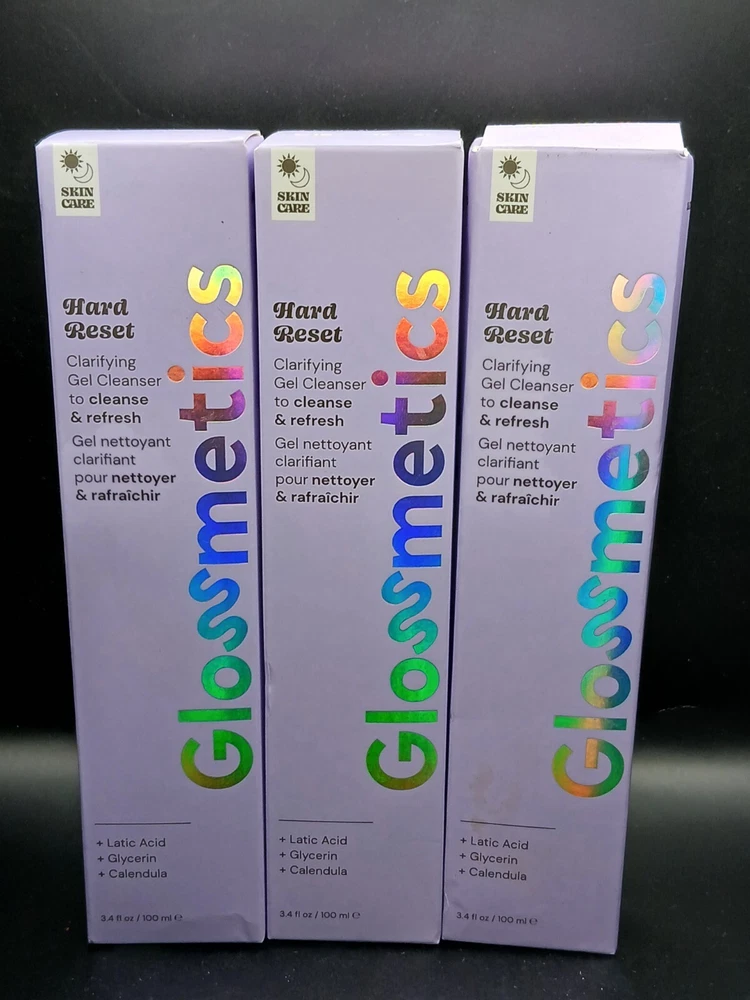 SKIN
CARE
Hard
Reset
Clarifying
Gel Cleanser
to cleanse
& refresh
Gel nettoyant
clarifiant
pour nettoyer
& rafraîchir
Glossmetics
+ Latic Acid
+ Glycerin
+ Calendula
3.4 fl oz / 100 ml ℮
SKIN
CARE
Hard
Reset
Clarifying
Gel Cleanser
to cleanse
& refresh
Gel nettoyant
clarifiant
pour nettoyer
& rafraîchir
Glossmetics
+ Latic Acid
+ Glycerin
+ Calendula
3.4 fl oz / 100 ml ℮
SKIN
CARE
Hard
Reset
Clarifying
Gel Cleanser
to cleanse
& refresh
Gel nettoyant
clarifiant
pour nettoyer
& rafraîchir
Glossmetics
+ Latic Acid
+ Glycerin
+ Calendula
3.4 fl oz / 100 ml ℮